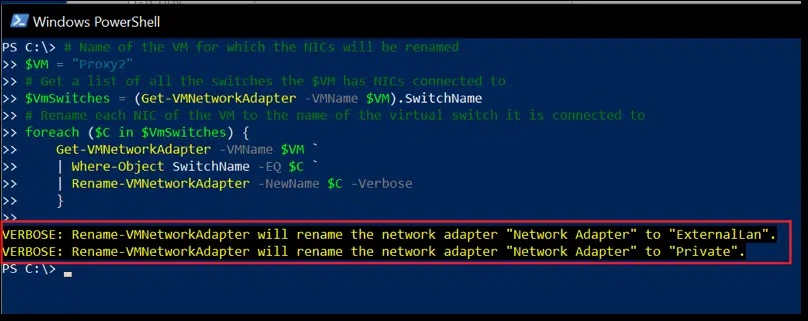 Windows PowerShell
PS C:\> # Name of the VM for which the NICs will be renamed
>> $VM = "Proxy2"
>> # Get a list of all the switches the $VM has NICs connected to
>> $VmSwitches = (Get-VMNetworkAdapter -VMName $VM).SwitchName
>> # Rename each NIC of the VM to the name of the virtual switch it is connected to
>> foreach ($C in $VmSwitches) {
>>     Get-VMNetworkAdapter -VMName $VM `
>>     | Where-Object SwitchName -EQ $C `
>>     | Rename-VMNetworkAdapter -NewName $C -Verbose
>>     }
>>
VERBOSE: Rename-VMNetworkAdapter will rename the network adapter "Network Adapter" to "ExternalLan".
VERBOSE: Rename-VMNetworkAdapter will rename the network adapter "Network Adapter" to "Private".
PS C:\>